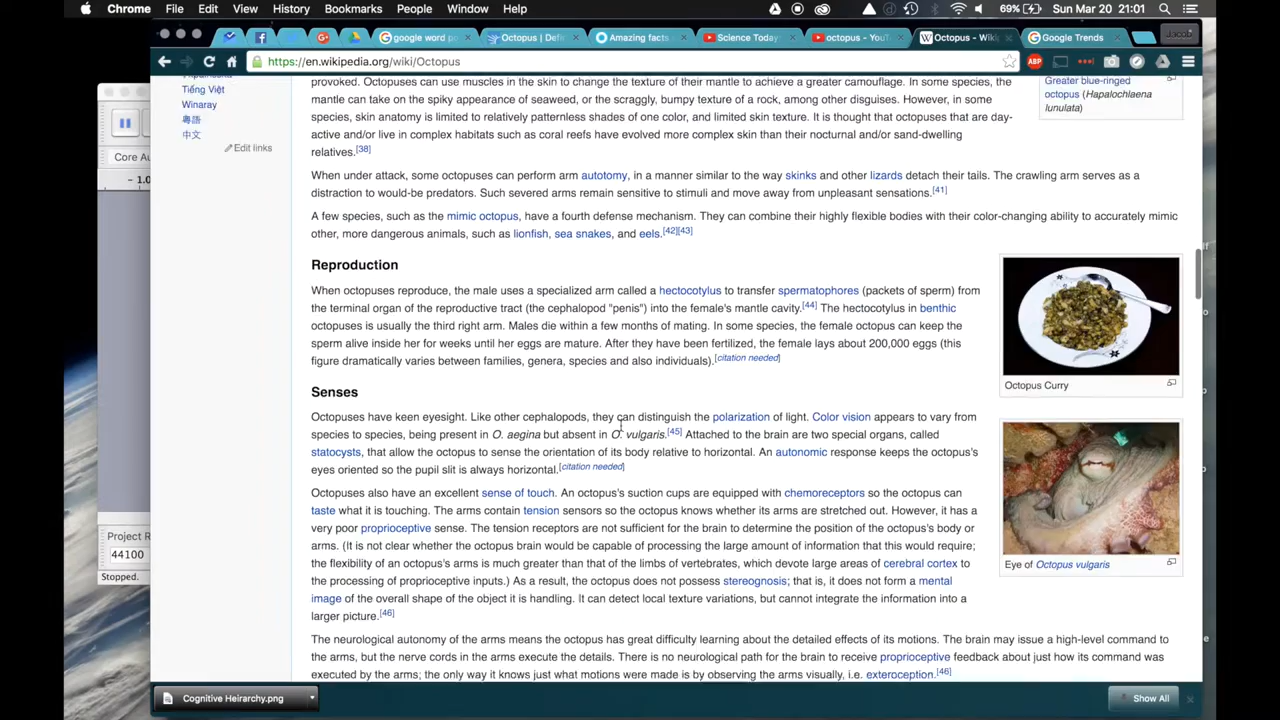 Chrome File Edit View History Bookmarks People Window Help 69% Sun Mar 20 21:01
google word po Octopus | Defi Amazing facts Science Today: octopus - YouT Octopus - Wiki Google Trends Jacob
https://en.wikipedia.org/wiki/Octopus
Tiếng Việt
Winaray
粵語
中文
Edit links
Core Au
- 1.0
Project R
44100
Stopped.
provoked. Octopuses can use muscles in the skin to change the texture of their mantle to achieve a greater camouflage. In some species, the
mantle can take on the spiky appearance of seaweed, or the scraggly, bumpy texture of a rock, among other disguises. However, in some
species, skin anatomy is limited to relatively patternless shades of one color, and limited skin texture. It is thought that octopuses that are day-
active and/or live in complex habitats such as coral reefs have evolved more complex skin than their nocturnal and/or sand-dwelling
relatives.[38]
Greater blue-ringed
octopus (Hapalochlaena
lunulata)
When under attack, some octopuses can perform arm autotomy, in a manner similar to the way skinks and other lizards detach their tails. The crawling arm serves as a
distraction to would-be predators. Such severed arms remain sensitive to stimuli and move away from unpleasant sensations.[41]
A few species, such as the mimic octopus, have a fourth defense mechanism. They can combine their highly flexible bodies with their color-changing ability to accurately mimic
other, more dangerous animals, such as lionfish, sea snakes, and eels.[42][43]
Reproduction
When octopuses reproduce, the male uses a specialized arm called a hectocotylus to transfer spermatophores (packets of sperm) from
the terminal organ of the reproductive tract (the cephalopod "penis") into the female's mantle cavity.[44] The hectocotylus in benthic
octopuses is usually the third right arm. Males die within a few months of mating. In some species, the female octopus can keep the
sperm alive inside her for weeks until her eggs are mature. After they have been fertilized, the female lays about 200,000 eggs (this
figure dramatically varies between families, genera, species and also individuals).[citation needed]
Octopus Curry
Senses
Octopuses have keen eyesight. Like other cephalopods, they can distinguish the polarization of light. Color vision appears to vary from
species to species, being present in O. aegina but absent in O. vulgaris.[45] Attached to the brain are two special organs, called
statocysts, that allow the octopus to sense the orientation of its body relative to horizontal. An autonomic response keeps the octopus's
eyes oriented so the pupil slit is always horizontal.[citation needed]
Octopuses also have an excellent sense of touch. An octopus's suction cups are equipped with chemoreceptors so the octopus can
taste what it is touching. The arms contain tension sensors so the octopus knows whether its arms are stretched out. However, it has a
very poor proprioceptive sense. The tension receptors are not sufficient for the brain to determine the position of the octopus's body or
arms. (It is not clear whether the octopus brain would be capable of processing the large amount of information that this would require;
the flexibility of an octopus's arms is much greater than that of the limbs of vertebrates, which devote large areas of cerebral cortex to
the processing of proprioceptive inputs.) As a result, the octopus does not possess stereognosis; that is, it does not form a mental
image of the overall shape of the object it is handling. It can detect local texture variations, but cannot integrate the information into a
larger picture.[46]
Eye of Octopus vulgaris
The neurological autonomy of the arms means the octopus has great difficulty learning about the detailed effects of its motions. The brain may issue a high-level command to
the arms, but the nerve cords in the arms execute the details. There is no neurological path for the brain to receive proprioceptive feedback about just how its command was
executed by the arms; the only way it knows just what motions were made is by observing the arms visually, i.e. exteroception.[46]
Cognitive Heirarchy.png
Show All